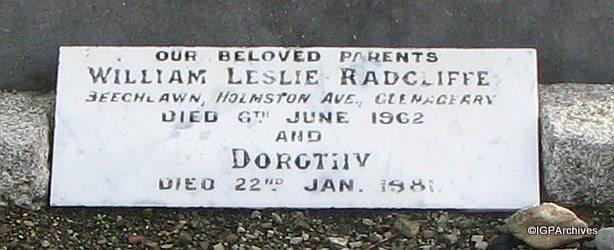 OUR BELOVED PARENTS
WILLIAM LESLIE RADCLIFFE
BEECHLAWN, HOLMSTON AVE., GLENAGEARY
DIED 6TH JUNE 1962
AND
DOROTHY
DIED 22ND JAN. 1981.
©IGPArchives